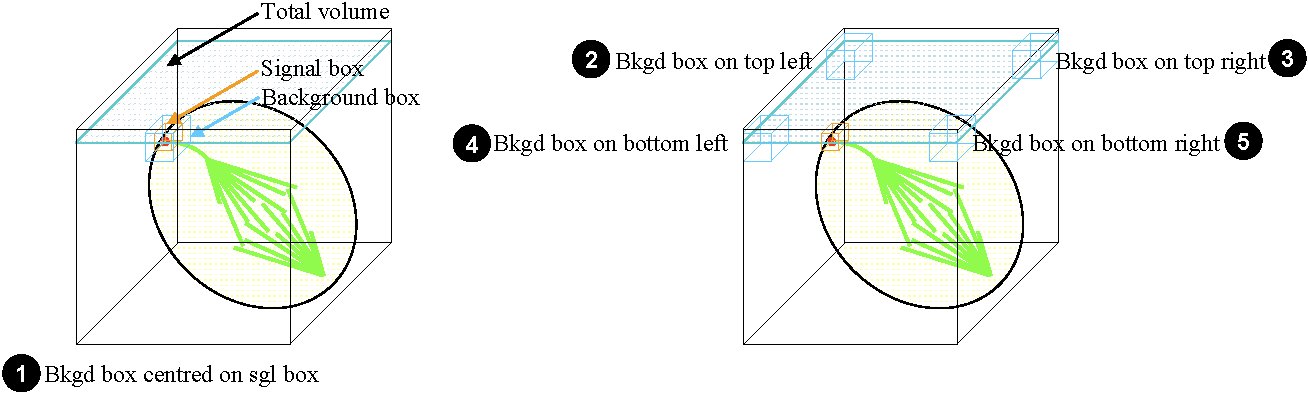 Total volume
Signal box
Background box
1 Bkgd box centred on sgl box
2 Bkgd box on top left
Bkgd box on top right 3
4 Bkgd box on bottom left
Bkgd box on bottom right 5